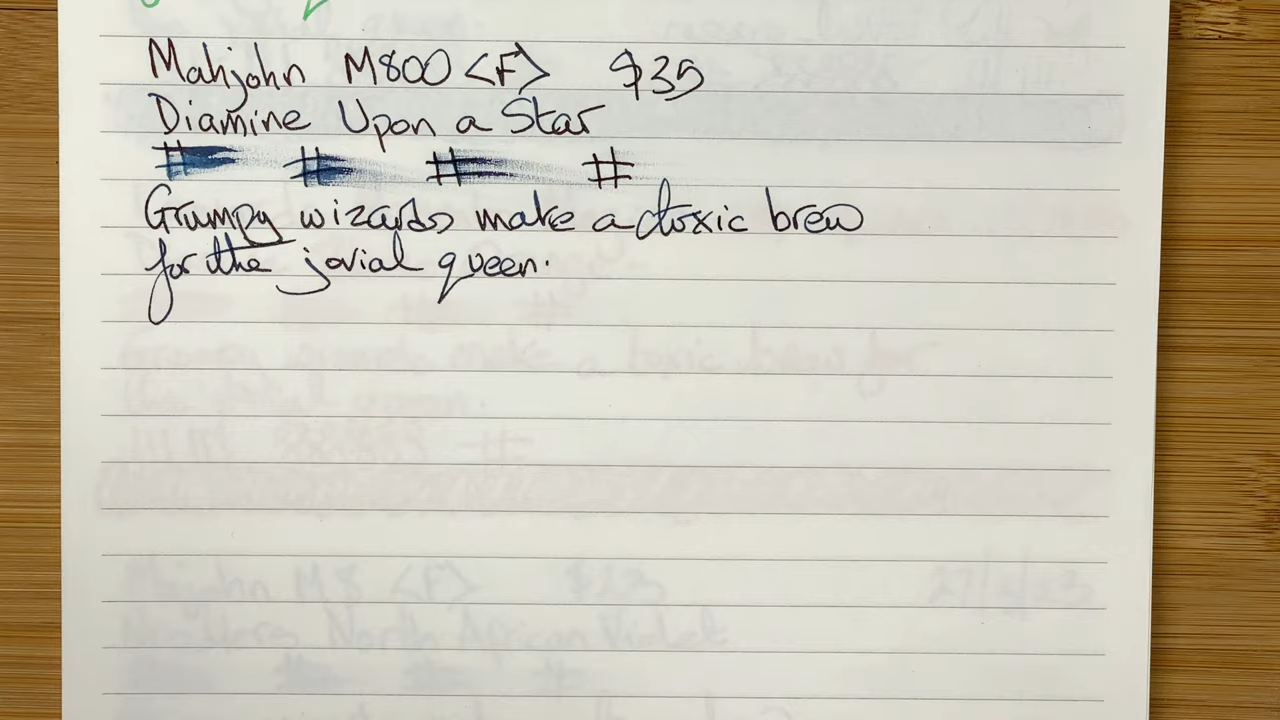 Mahjohn M800 <F> $35
Diamine Upon a Star
# # # #
Grumpy wizards make a toxic brew
for the jovial queen.